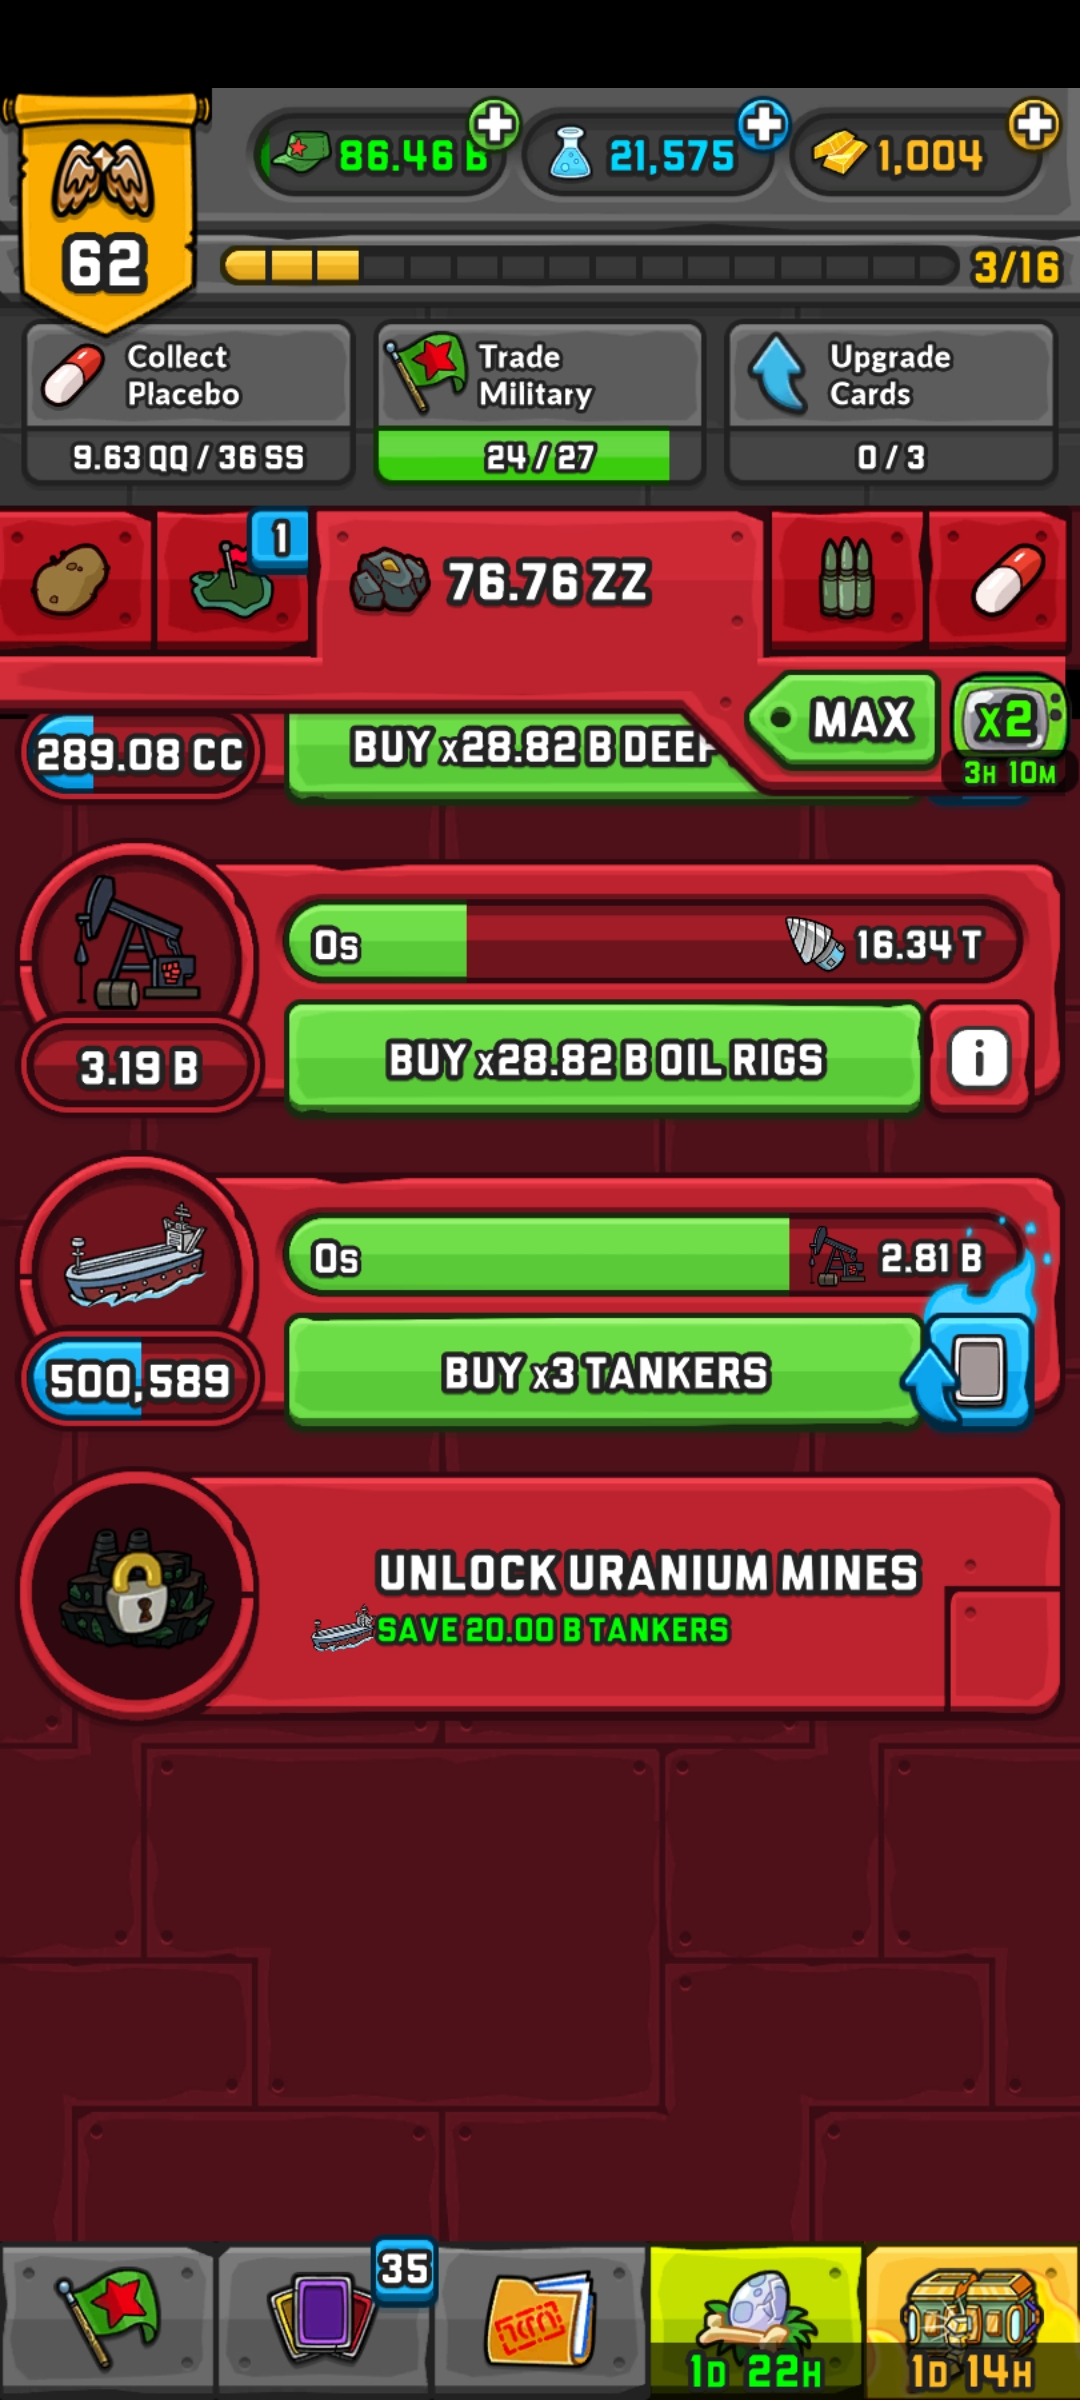 86.46 B
21,575
1,004
62
3/16
Collect
Placebo
9.63 QQ / 36 SS
Trade
Military
24 / 27
Upgrade
Cards
0 / 3
1
76.76 ZZ
MAX
x2
3H 10M
289.08 CC
BUY x28.82 B DEEP
0s
16.34 T
3.19 B
BUY x28.82 B OIL RIGS
i
0s
2.81 B
500,589
BUY x3 TANKERS
UNLOCK URANIUM MINES
SAVE 20.00 B TANKERS
35
1D 22H
1D 14H